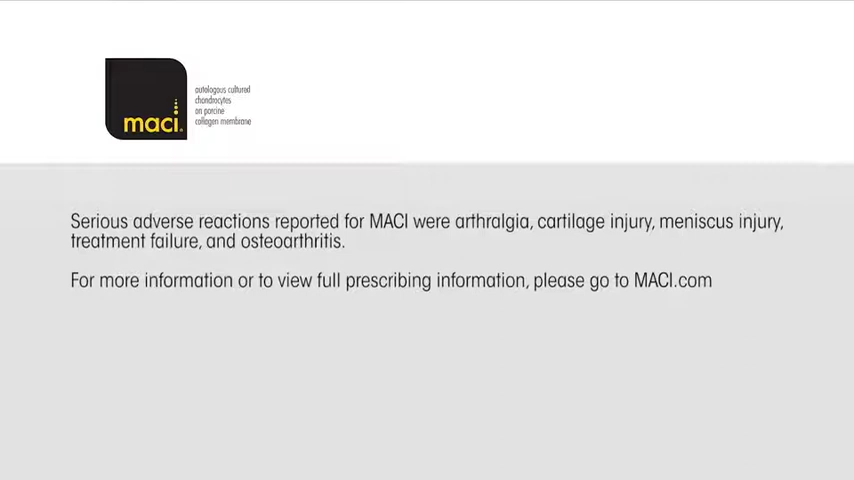 maci.
autologous cultured
chondrocytes
on porcine
collagen membrane
Serious adverse reactions reported for MACI were arthralgia, cartilage injury, meniscus injury,
treatment failure, and osteoarthritis.
For more information or to view full prescribing information, please go to MACI.com